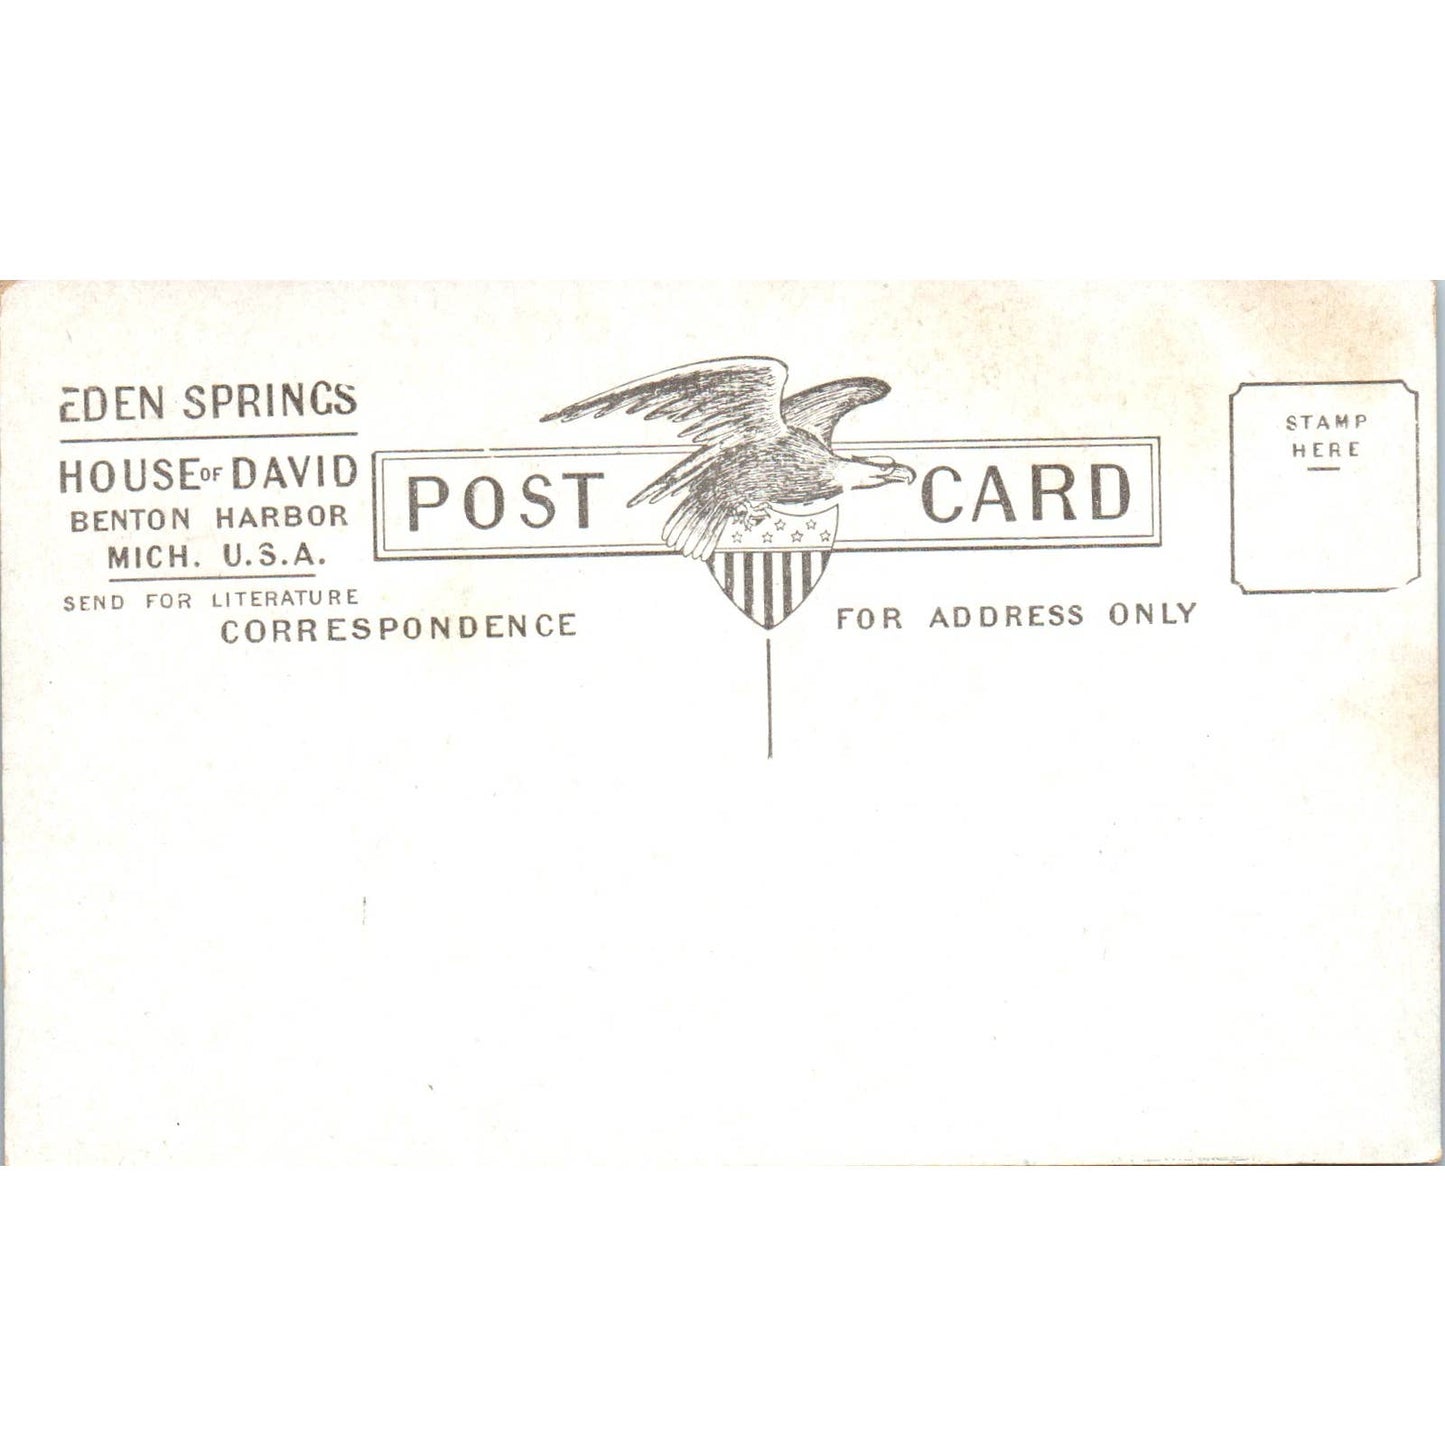 EDEN SPRINGS
HOUSE OF DAVID
BENTON HARBOR
MICH. U.S.A.
SEND FOR LITERATURE
POST CARD
STAMP
HERE
CORRESPONDENCE
FOR ADDRESS ONLY